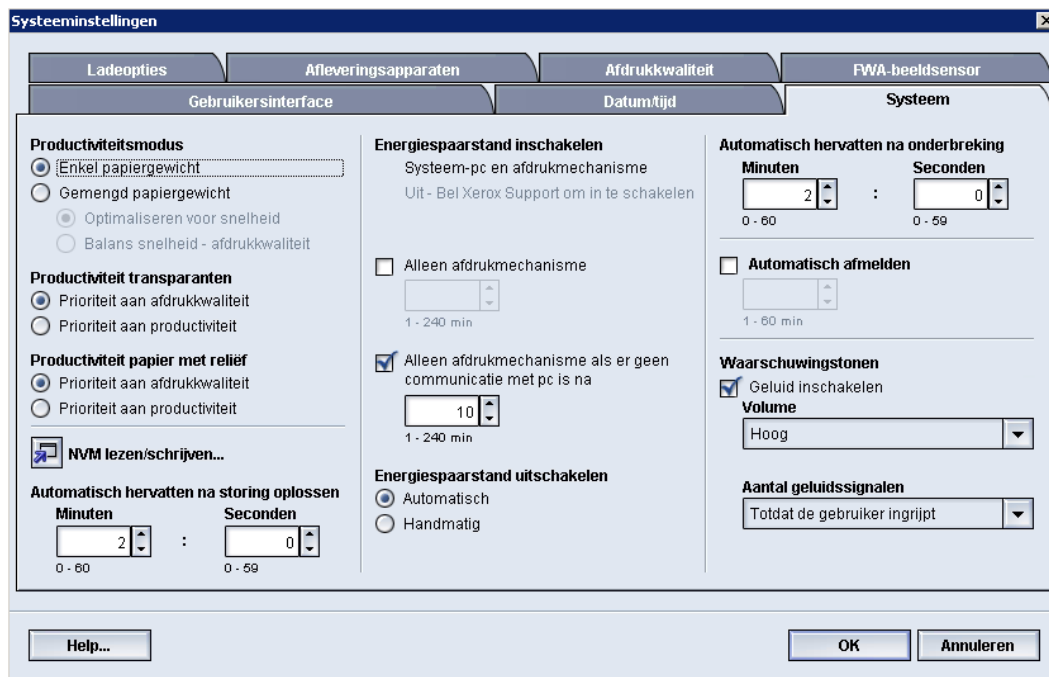 Systeeminstellingen
Ladeopties
Afleveringsapparaten
Afdrukkwaliteit
FWA-beeldsensor
Gebruikersinterface
Datum/tijd
Systeem
Productiviteitsmodus
Enkel papiergewicht
Gemengd papiergewicht
Optimaliseren voor snelheid
Balans snelheid - afdrukkwaliteit
Productiviteit transparanten
Prioriteit aan afdrukkwaliteit
Prioriteit aan productiviteit
Productiviteit papier met reliëf
Prioriteit aan afdrukkwaliteit
Prioriteit aan productiviteit
NVM lezen/schrijven...
Automatisch hervatten na storing oplossen
Minuten Seconden
2 : 0
0 - 60 0 - 59
Energiespaarstand inschakelen
Systeem-pc en afdrukmechanisme
Uit - Bel Xerox Support om in te schakelen
Alleen afdrukmechanisme
1 - 240 min
Alleen afdrukmechanisme als er geen
communicatie met pc is na
10
1 - 240 min
Energiespaarstand uitschakelen
Automatisch
Handmatig
Automatisch hervatten na onderbreking
Minuten Seconden
2 : 0
0 - 60 0 - 59
Automatisch afmelden
1 - 60 min
Waarschuwingstonen
Geluid inschakelen
Volume
Hoog
Aantal geluidssignalen
Totdat de gebruiker ingrijpt
Help...
OK
Annuleren